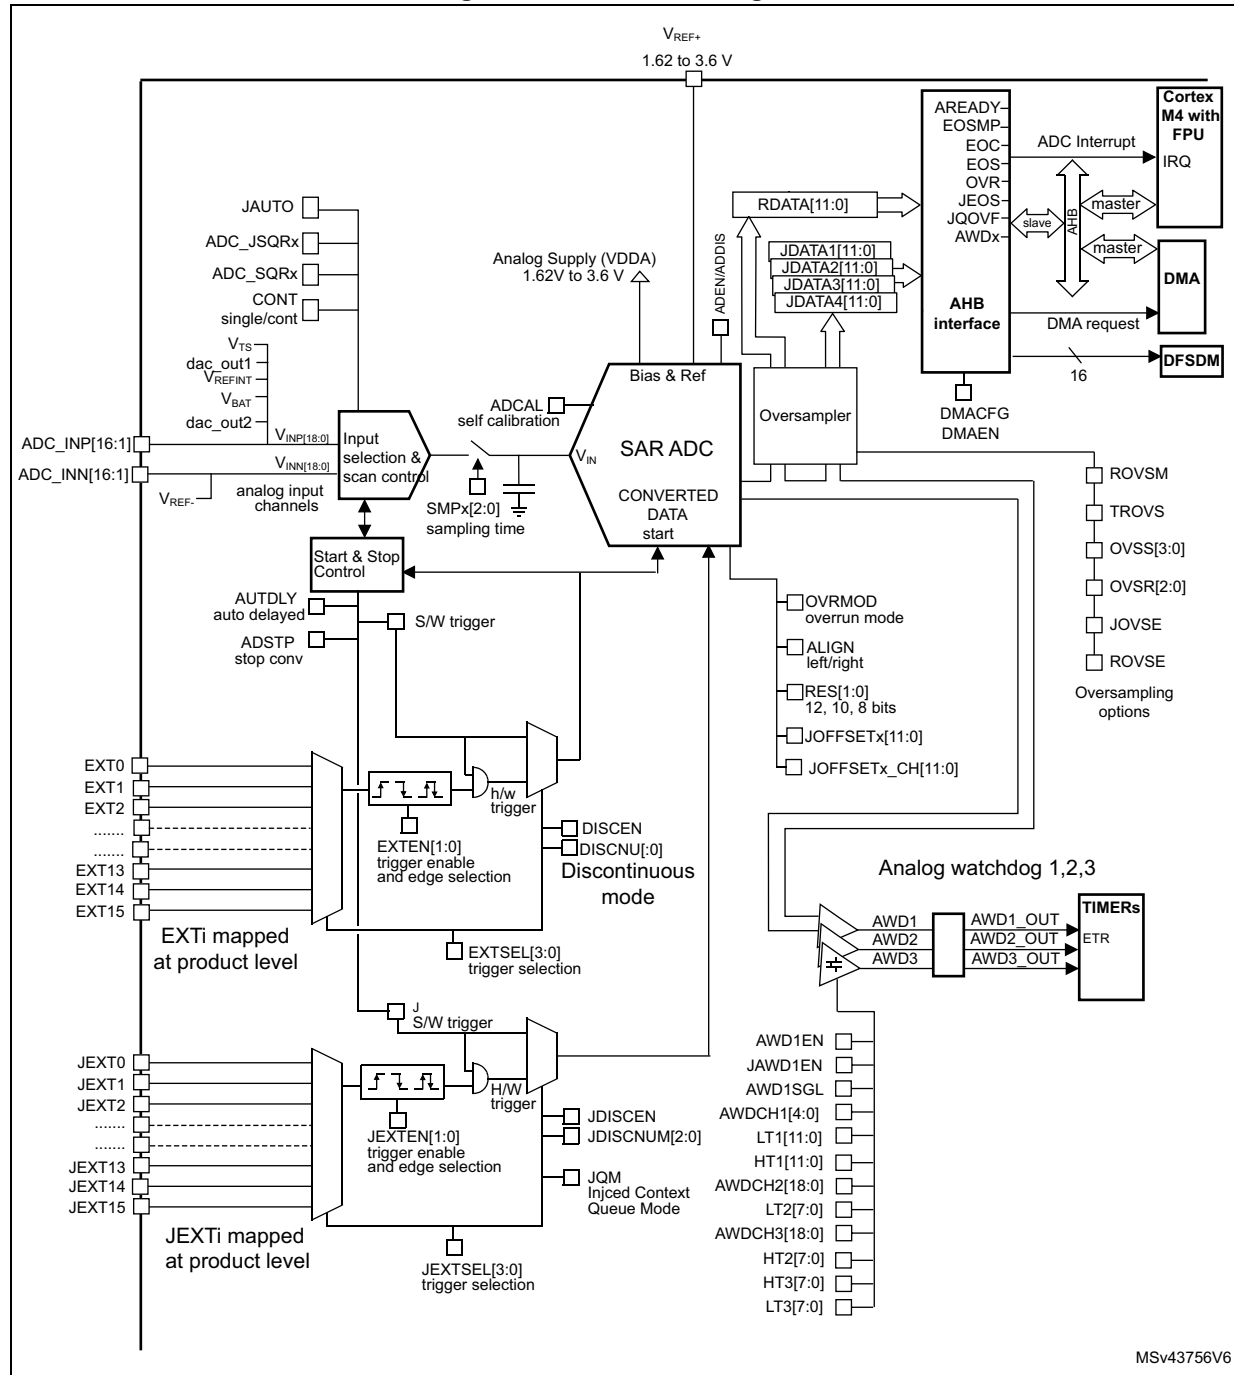 VREF+
1.62 to 3.6 V
Cortex
M4 with
FPU
IRQ
AREADY
EOSMP
EOC
EOS
OVR
JEOS
JQOVF
AWDx
ADC Interrupt
slave
AHB
master
master
DMA
AHB
interface
DMA request
16
DFSDM
DMACFG
DMAEN
RDATA[11:0]
JDATA1[11:0]
JDATA2[11:0]
JDATA3[11:0]
JDATA4[11:0]
JAUTO
ADC_JSQRx
ADC_SQRx
CONT
single/cont
Analog Supply (VDDA)
1.62V to 3.6 V
ADEN/ADDIS
VTS
dac_out1
VREFINT
VBAT
dac_out2
ADC_INP[16:1]
ADC_INN[16:1]
VINP[18:0]
VINN[18:0]
VREF-
analog input
channels
Input
selection &
scan control
ADCAL
self calibration
SMPx[2:0]
sampling time
Bias & Ref
VIN
SAR ADC
CONVERTED
DATA
start
Oversampler
ROVSM
TROVS
OVSS[3:0]
OVSR[2:0]
JOVSE
ROVSE
Oversampling
options
Start & Stop
Control
AUTDLY
auto delayed
ADSTP
stop conv
S/W trigger
OVRMOD
overrun mode
ALIGN
left/right
RES[1:0]
12, 10, 8 bits
JOFFSETx[11:0]
JOFFSETx_CH[11:0]
EXT0
EXT1
EXT2
.......
.......
EXT13
EXT14
EXT15
EXTi mapped
at product level
h/w
trigger
EXTEN[1:0]
trigger enable
and edge selection
DISCEN
DISCNU[:0]
Discontinuous
mode
EXTSEL[3:0]
trigger selection
Analog watchdog 1,2,3
AWD1
AWD2
AWD3
AWD1_OUT
AWD2_OUT
AWD3_OUT
TIMERs
ETR
J
S/W trigger
JEXT0
JEXT1
JEXT2
.......
.......
JEXT13
JEXT14
JEXT15
JEXTi mapped
at product level
H/W
trigger
JEXTEN[1:0]
trigger enable
and edge selection
JDISCEN
JDISCNUM[2:0]
JQM
Injced Context
Queue Mode
JEXTSEL[3:0]
trigger selection
AWD1EN
JAWD1EN
AWD1SGL
AWDCH1[4:0]
LT1[11:0]
HT1[11:0]
AWDCH2[18:0]
LT2[7:0]
AWDCH3[18:0]
HT2[7:0]
HT3[7:0]
LT3[7:0]
MSv43756V6